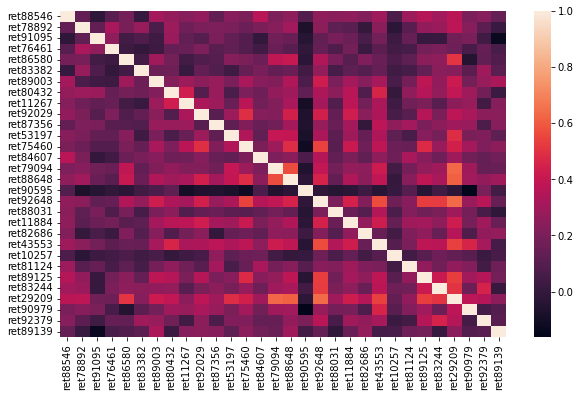 ret88546
ret78892
ret91095
ret76461
ret86580
ret83382
ret89003
ret80432
ret11267
ret92029
ret87356
ret53197
ret75460
ret84607
ret79094
ret88648
ret90595
ret92648
ret88031
ret11884
ret82686
ret43553
ret10257
ret81124
ret89125
ret83244
ret29209
ret90979
ret92379
ret89139
ret88546
ret78892
ret91095
ret76461
ret86580
ret83382
ret89003
ret80432
ret11267
ret92029
ret87356
ret53197
ret75460
ret84607
ret79094
ret88648
ret90595
ret92648
ret88031
ret11884
ret82686
ret43553
ret10257
ret81124
ret89125
ret83244
ret29209
ret90979
ret92379
ret89139
1.0
0.8
0.6
0.4
0.2
0.0